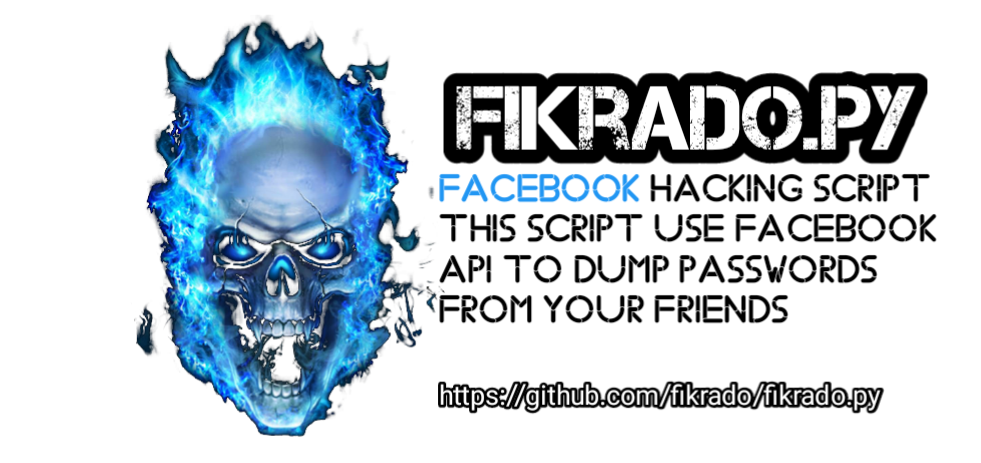 FIKRADO.PY
FACEBOOK HACKING SCRIPT
THIS SCRIPT USE FACEBOOK
API TO DUMP PASSWORDS
FROM YOUR FRIENDS
https://github.com/fikrado/fikrado.py